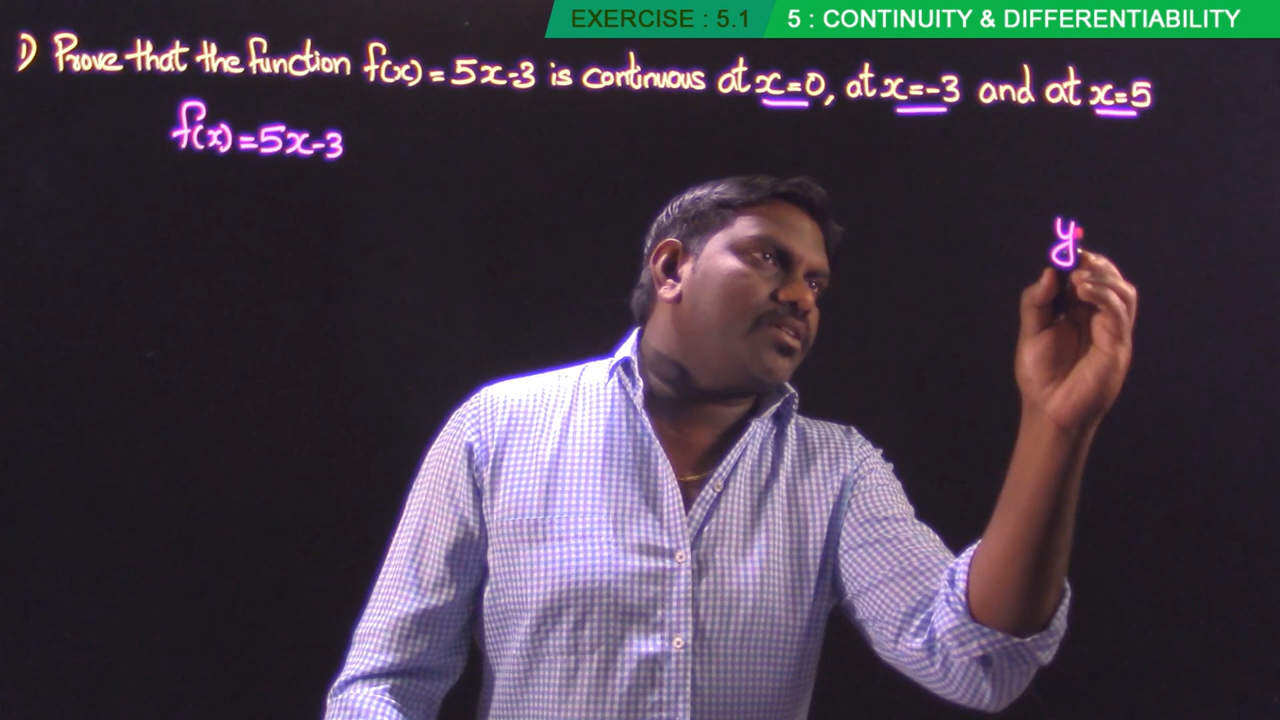 EXERCISE : 5.1 5 : CONTINUITY & DIFFERENTIABILITY
1) Prove that the function f(x) = 5x-3 is continuous at x=0, at x=-3 and at x=5
f(x)=5x-3
y